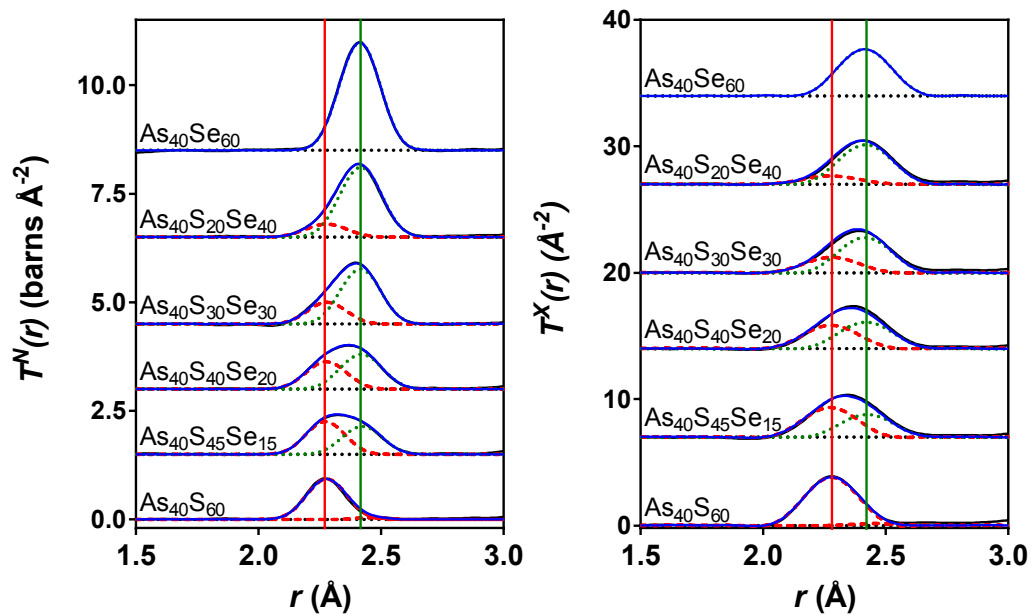 10.0
7.5
5.0
2.5
0.0
T^N(r) (barns Å⁻²)
As₄₀Se₆₀
As₄₀S₂₀Se₄₀
As₄₀S₃₀Se₃₀
As₄₀S₄₀Se₂₀
As₄₀S₄₅Se₁₅
As₄₀S₆₀
1.5 2.0 2.5 3.0
r (Å)
40
30
20
10
0
T^X(r) (Å⁻²)
As₄₀Se₆₀
As₄₀S₂₀Se₄₀
As₄₀S₃₀Se₃₀
As₄₀S₄₀Se₂₀
As₄₀S₄₅Se₁₅
As₄₀S₆₀
1.5 2.0 2.5 3.0
r (Å)